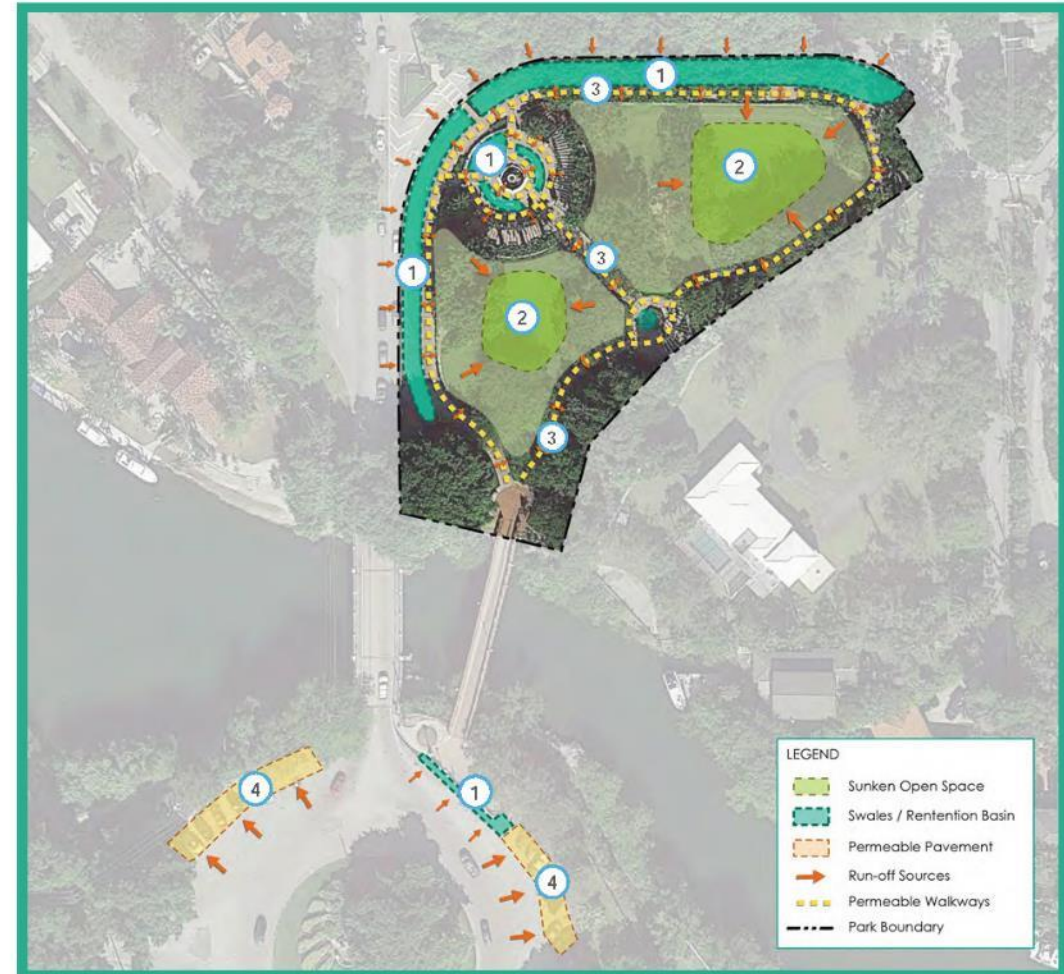 1
3
1
2
3
1
2
3
4
1
4
LEGEND
Sunken Open Space
Swales / Rentention Basin
Permeable Pavement
Run-off Sources
Permeable Walkways
Park Boundary